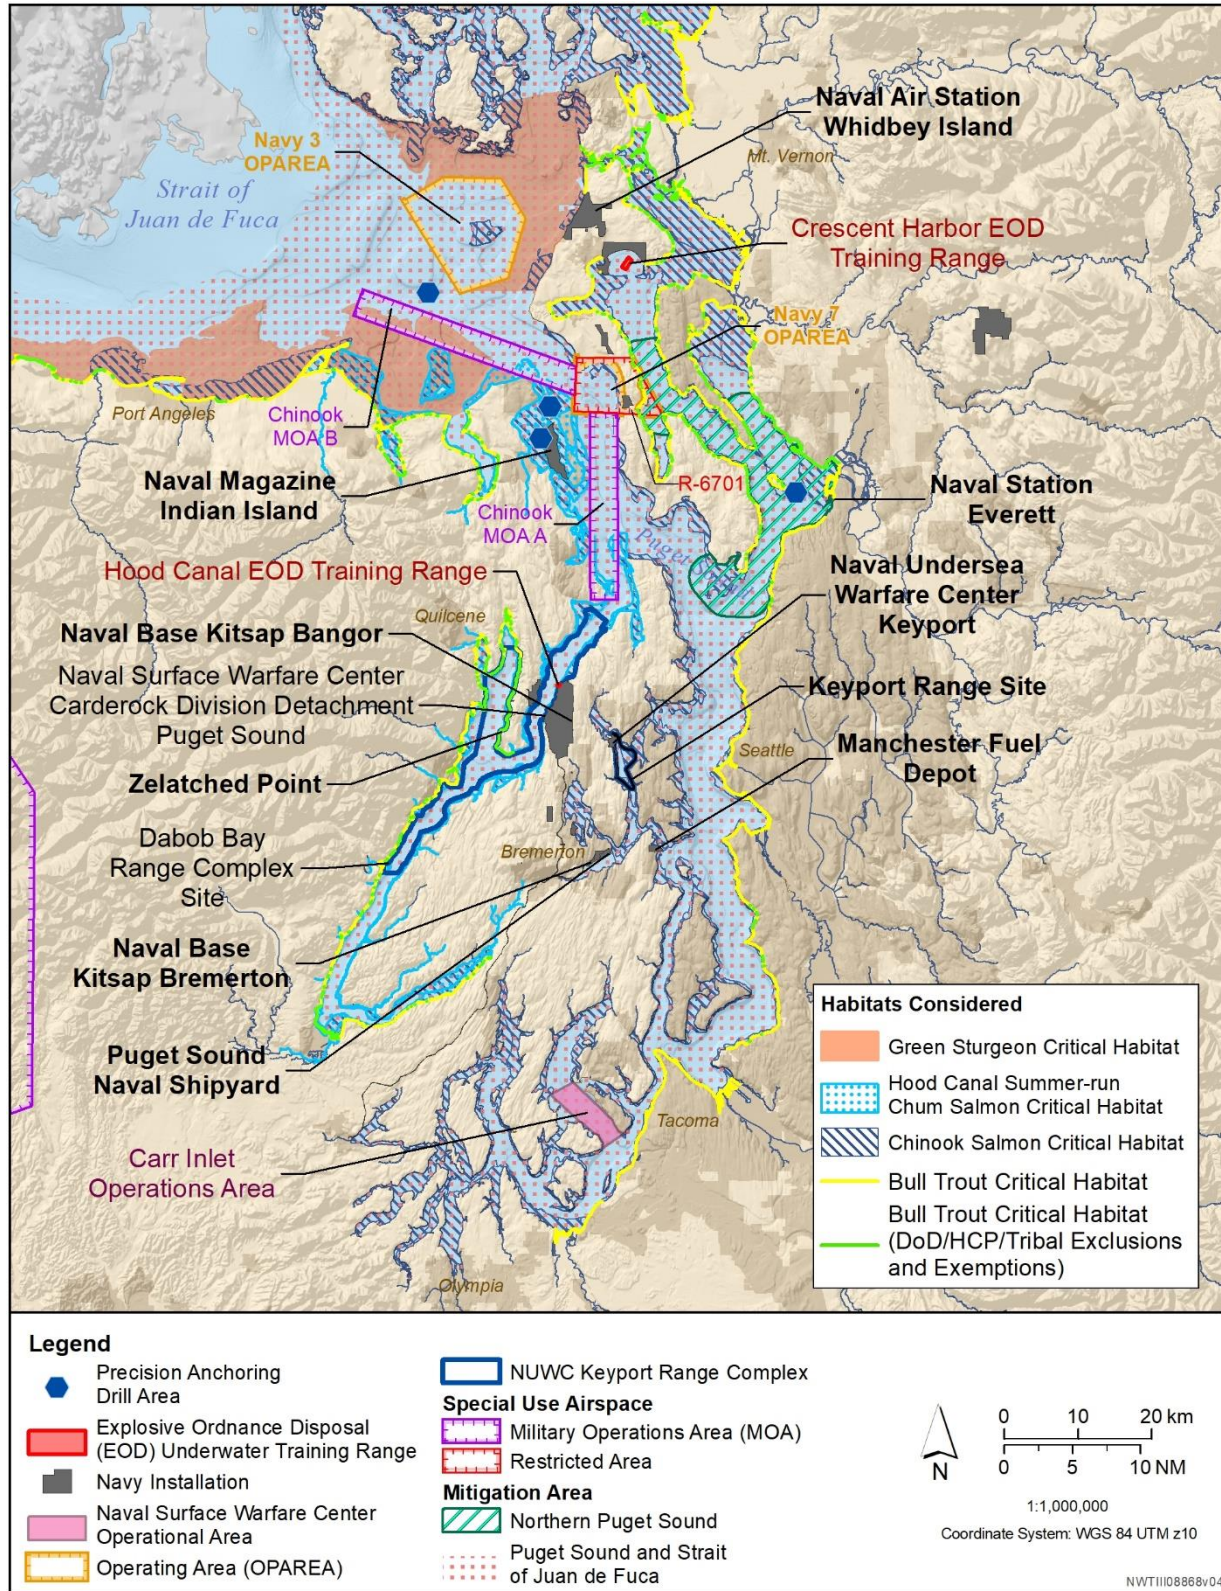 Naval Air Station
Whidbey Island
Mt. Vernon
Navy 3
OPAREA
Strait of
Juan de Fuca
Crescent Harbor EOD
Training Range
Navy 7
OPAREA
Port Angeles
Chinook
MOA B
Naval Magazine
Indian Island
R-6701
Naval Station
Everett
Chinook
MOA A
Hood Canal EOD Training Range
Naval Undersea
Warfare Center
Keyport
Quilcene
Naval Base Kitsap Bangor
Naval Surface Warfare Center
Carderock Division Detachment
Puget Sound
Keyport Range Site
Seattle
Manchester Fuel
Depot
Zelatched Point
Dabob Bay
Range Complex
Site
Bremerton
Naval Base
Kitsap Bremerton
Puget Sound
Naval Shipyard
Tacoma
Carr Inlet
Operations Area
Olympia
Habitats Considered
Green Sturgeon Critical Habitat
Hood Canal Summer-run
Chum Salmon Critical Habitat
Chinook Salmon Critical Habitat
Bull Trout Critical Habitat
Bull Trout Critical Habitat
(DoD/HCP/Tribal Exclusions
and Exemptions)
Legend
Precision Anchoring
Drill Area
Explosive Ordnance Disposal
(EOD) Underwater Training Range
Navy Installation
Naval Surface Warfare Center
Operational Area
Operating Area (OPAREA)
NUWC Keyport Range Complex
Special Use Airspace
Military Operations Area (MOA)
Restricted Area
Mitigation Area
Northern Puget Sound
Puget Sound and Strait
of Juan de Fuca
N
0 10 20 km
0 5 10 NM
1:1,000,000
Coordinate System: WGS 84 UTM z10
NWTIII08868v04